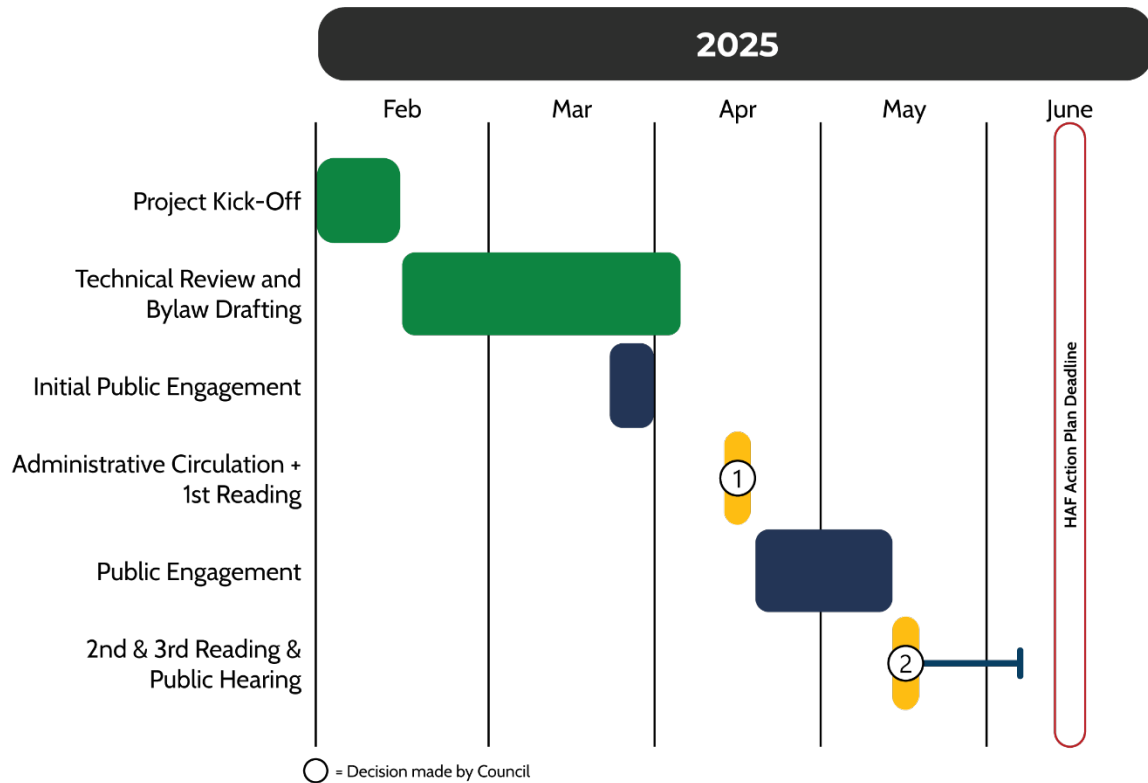 2025
Feb
Mar
Apr
May
June
Project Kick-Off
Technical Review and
Bylaw Drafting
Initial Public Engagement
Administrative Circulation +
1st Reading
1
Public Engagement
2nd & 3rd Reading &
Public Hearing
2
HAF Action Plan Deadline
= Decision made by Council